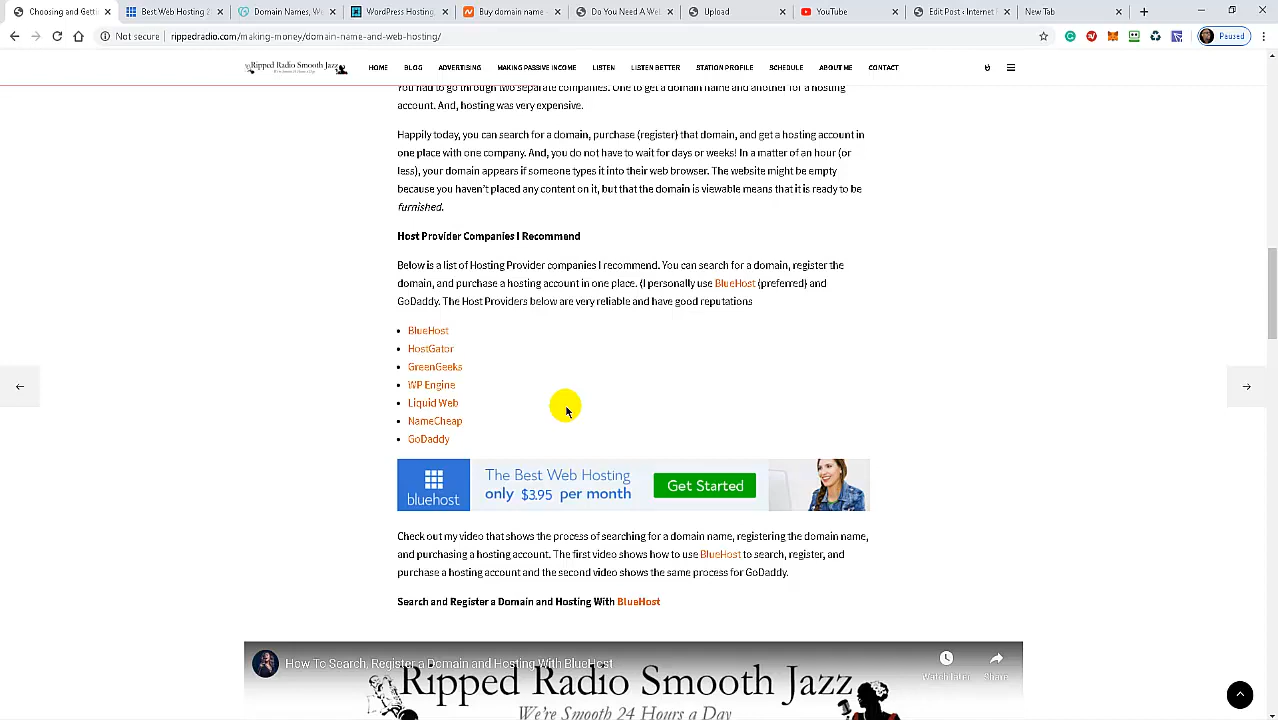 Choosing and Gett
Best Web Hosting 2
Domain Names, W
WordPress Hosting
Buy domain name
Do You Need A We
Upload
YouTube
Edit Post ‹ Internet
New Tab
Not secure | rippedradio.com/making-money/domain-name-and-web-hosting/
Paused
Ripped Radio Smooth Jazz
HOME BLOG ADVERTISING MAKING PASSIVE INCOME LISTEN LISTEN BETTER STATION PROFILE SCHEDULE ABOUT ME CONTACT
You had to go through two separate companies. One to get a domain name and another for a hosting
account. And, hosting was very expensive.
Happily today, you can search for a domain, purchase (register) that domain, and get a hosting account in
one place with one company. And, you do not have to wait for days or weeks! In a matter of an hour (or
less), your domain appears if someone types it into their web browser. The website might be empty
because you haven't placed any content on it, but that the domain is viewable means that it is ready to be
furnished.
Host Provider Companies I Recommend
Below is a list of Hosting Provider companies I recommend. You can search for a domain, register the
domain, and purchase a hosting account in one place. (I personally use BlueHost (preferred) and
GoDaddy. The Host Providers below are very reliable and have good reputations
• BlueHost
• HostGator
• GreenGeeks
• WP Engine
• Liquid Web
• NameCheap
• GoDaddy
bluehost
The Best Web Hosting
only $3.95 per month
Get Started
Check out my video that shows the process of searching for a domain name, registering the domain name,
and purchasing a hosting account. The first video shows how to use BlueHost to search, register, and
purchase a hosting account and the second video shows the same process for GoDaddy.
Search and Register a Domain and Hosting With BlueHost
How To Search, Register a Domain and Hosting With BlueHost
Watch later
Share
Ripped Radio Smooth Jazz
We're Smooth 24 Hours a Day